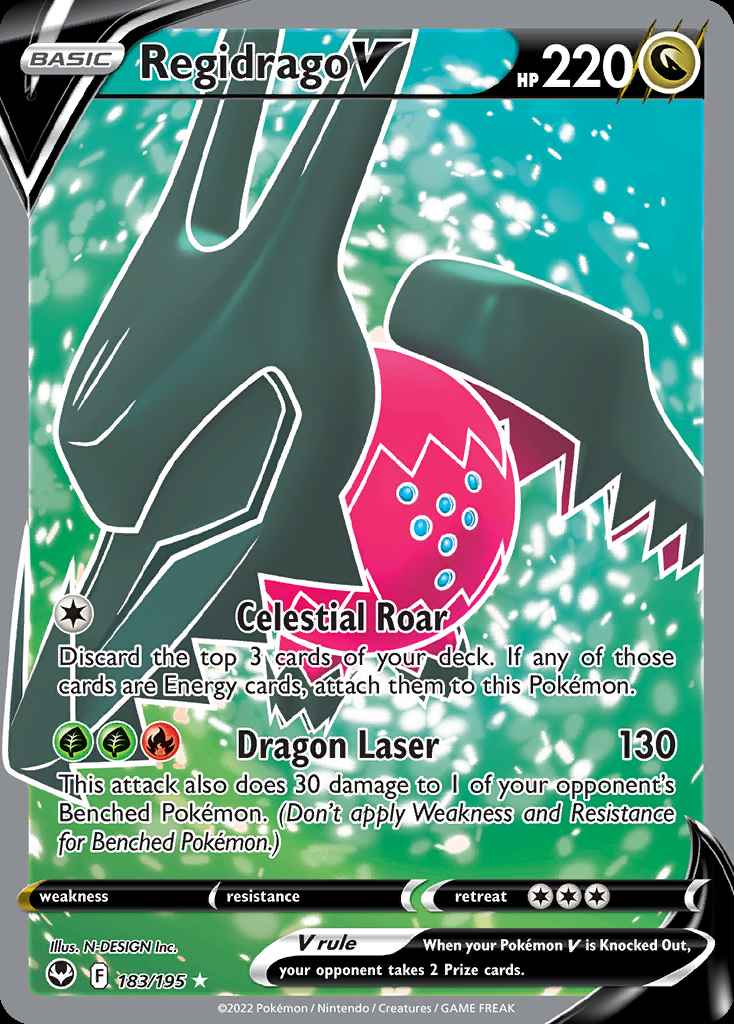 BASIC
Regidrago V
HP 220
Celestial Roar
Discard the top 3 cards of your deck. If any of those
cards are Energy cards, attach them to this Pokémon.
Dragon Laser 130
This attack also does 30 damage to 1 of your opponent's
Benched Pokémon. (Don't apply Weakness and Resistance
for Benched Pokémon.)
weakness resistance retreat
Illus. N-DESIGN Inc.
V rule When your Pokémon V is Knocked Out,
your opponent takes 2 Prize cards.
F 183/195 ★
©2022 Pokémon / Nintendo / Creatures / GAME FREAK